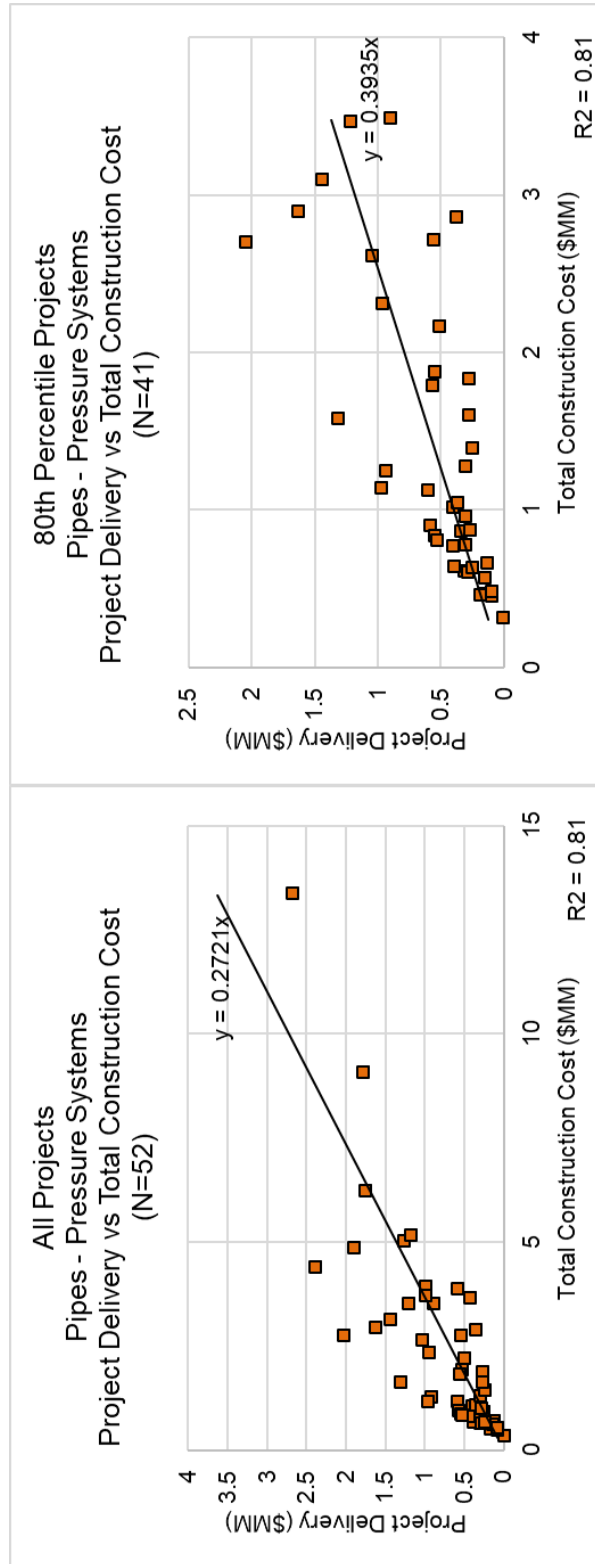 All Projects
Pipes - Pressure Systems
Project Delivery vs Total Construction Cost
(N=52)
Project Delivery ($MM)
4
3.5
3
2.5
2
1.5
1
0.5
0
y = 0.2721x
0
5
10
15
Total Construction Cost ($MM)
R2 = 0.81
80th Percentile Projects
Pipes - Pressure Systems
Project Delivery vs Total Construction Cost
(N=41)
Project Delivery ($MM)
2.5
2
1.5
1
0.5
0
y = 0.3935x
0
1
2
3
4
Total Construction Cost ($MM)
R2 = 0.81